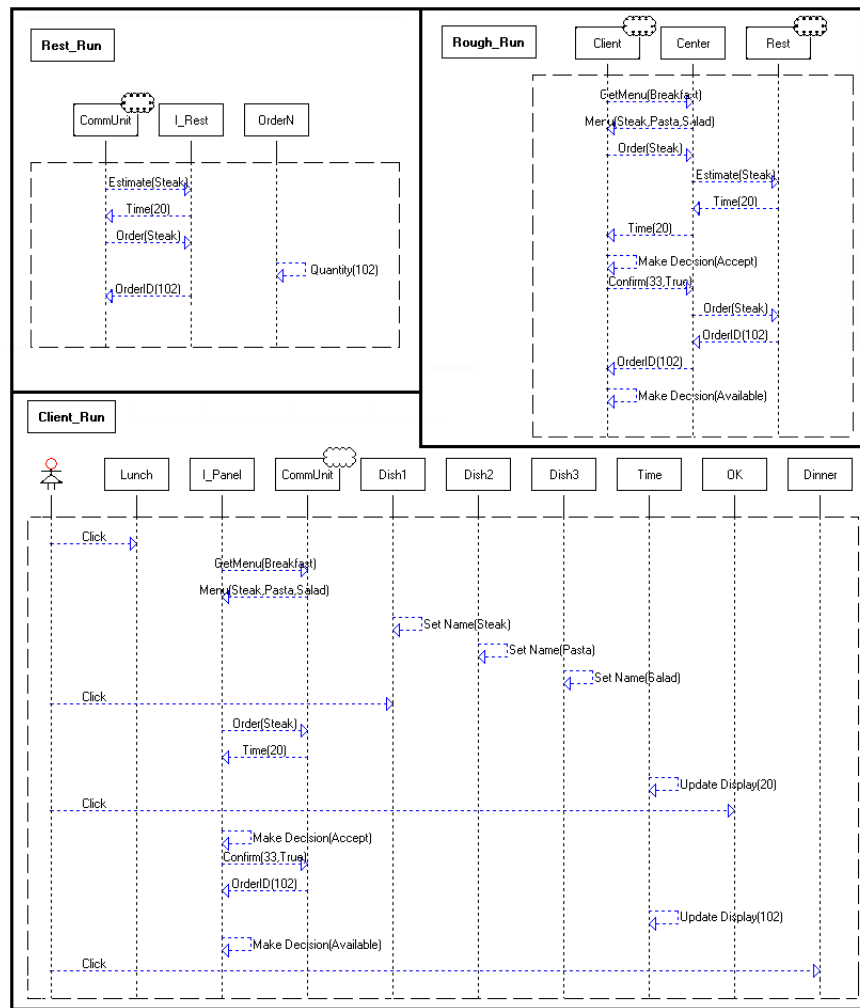 Rest_Run
CommUnit
I_Rest
OrderN
Estimate(Steak)
Time(20)
Order(Steak)
Quantity(102)
OrderID(102)
Rough_Run
Client
Center
Rest
GetMenu(Breakfast)
Menu(Steak,Pasta,Salad)
Order(Steak)
Estimate(Steak)
Time(20)
Time(20)
Make Decision(Accept)
Confirm(33,True)
Order(Steak)
OrderID(102)
OrderID(102)
Make Decision(Available)
Client_Run
Lunch
I_Panel
CommUnit
Dish1
Dish2
Dish3
Time
OK
Dinner
Click
GetMenu(Breakfast)
Menu(Steak,Pasta,Salad)
Set Name(Steak)
Set Name(Pasta)
Set Name(Salad)
Click
Order(Steak)
Time(20)
Update Display(20)
Click
Make Decision(Accept)
Confirm(33,True)
OrderID(102)
Update Display(102)
Make Decision(Available)
Click